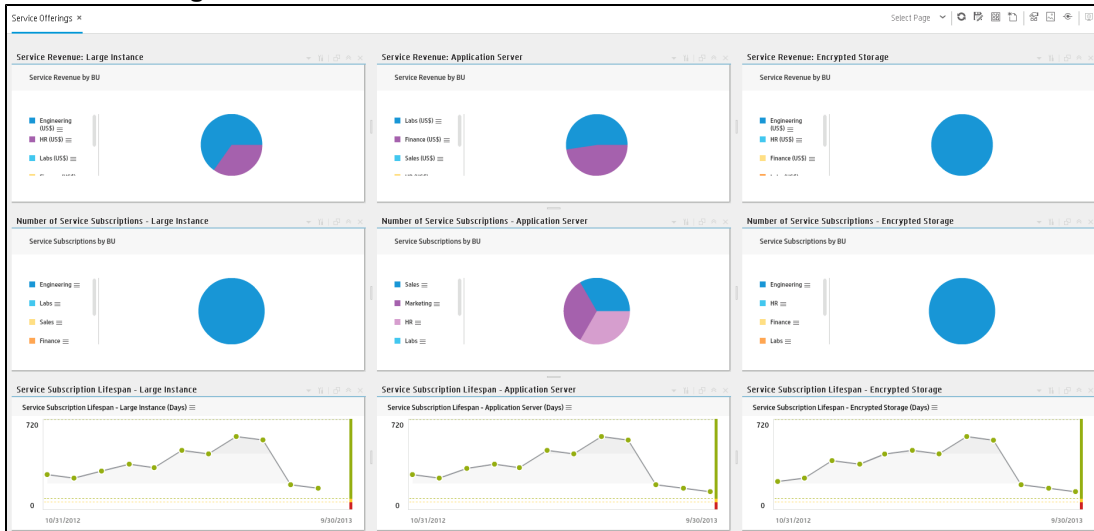 Service Offerings ×
Select Page
Service Revenue: Large Instance
Service Revenue by BU
Engineering
(US$)
HR (US$)
Labs (US$)
Service Revenue: Application Server
Service Revenue by BU
Labs (US$)
Finance (US$)
Sales (US$)
Service Revenue: Encrypted Storage
Service Revenue by BU
Engineering
(US$)
HR (US$)
Finance (US$)
Number of Service Subscriptions - Large Instance
Service Subscriptions by BU
Engineering
Labs
Sales
Finance
Number of Service Subscriptions - Application Server
Service Subscriptions by BU
Sales
Marketing
HR
Labs
Number of Service Subscriptions - Encrypted Storage
Service Subscriptions by BU
Engineering
HR
Finance
Labs
Service Subscription Lifespan - Large Instance
Service Subscription Lifespan - Large Instance (Days)
720
0
10/31/2012 9/30/2013
Service Subscription Lifespan - Application Server
Service Subscription Lifespan - Application Server (Days)
720
0
10/31/2012 9/30/2013
Service Subscription Lifespan - Encrypted Storage
Service Subscription Lifespan - Encrypted Storage (Days)
720
0
10/31/2012 9/30/2013